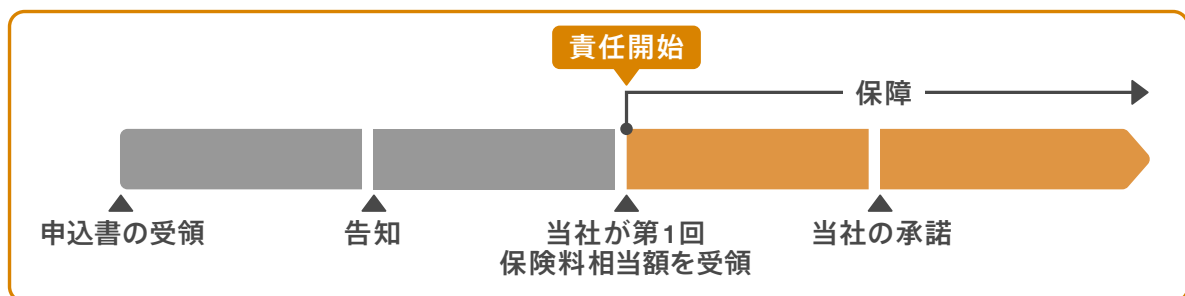 責任開始
保障
申込書の受領
告知
当社が第1回
保険料相当額を受領
当社の承諾